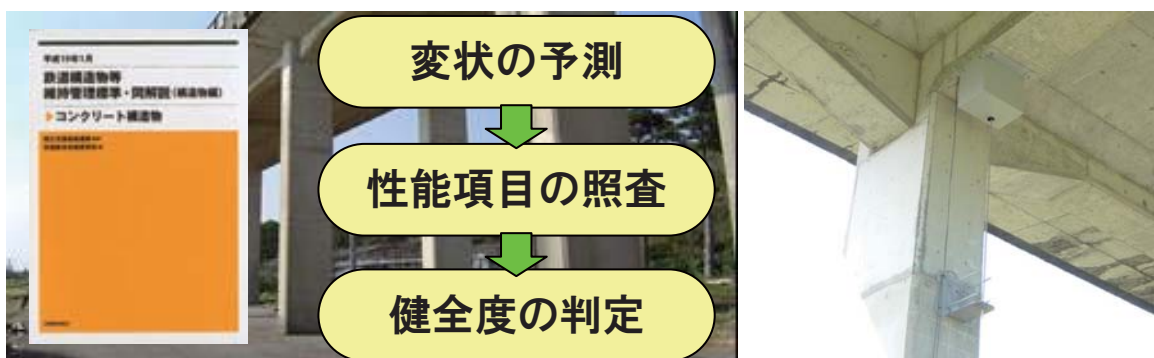 平成19年1月
鉄道構造物等
維持管理標準・同解説(構造物編)
コンクリート構造物
変状の予測
性能項目の照査
健全度の判定